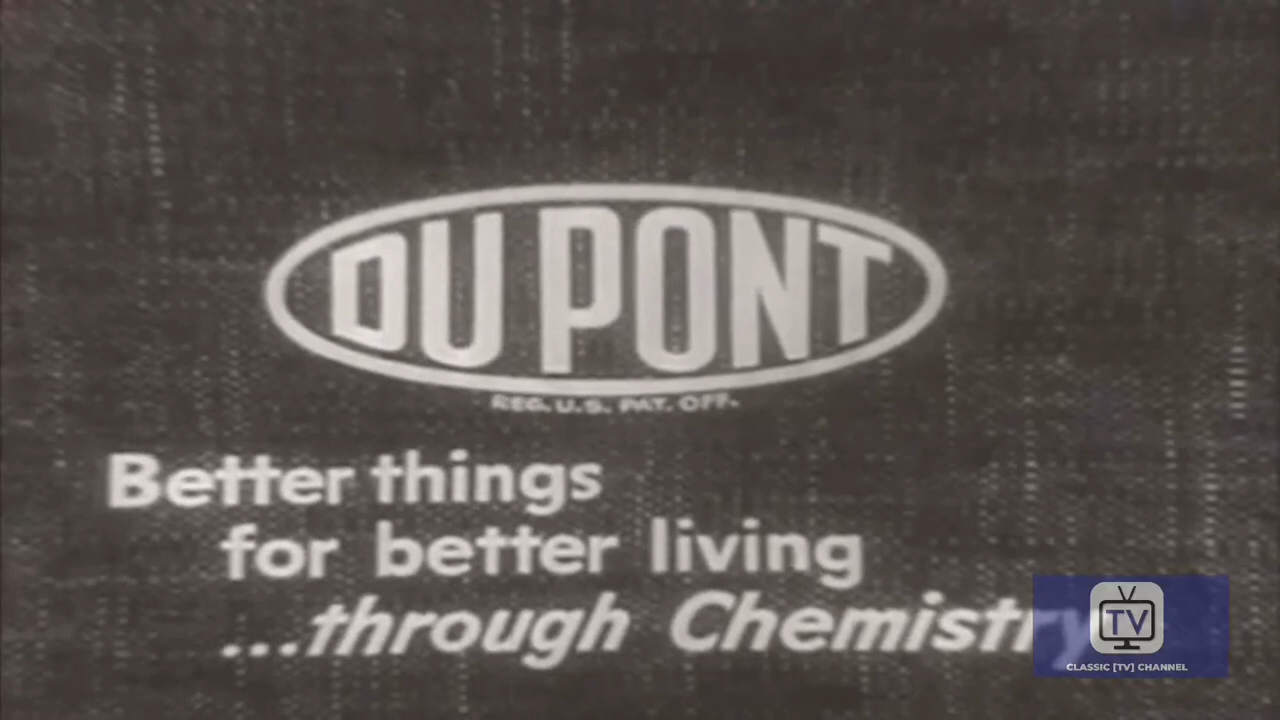 DU PONT
REG. U.S. PAT. OFF.
Better things
for better living
...through Chemistry
TV
CLASSIC [TV] CHANNEL